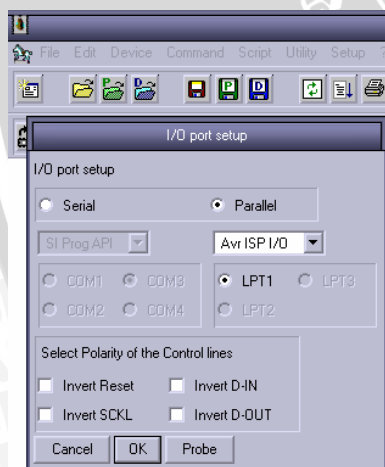 File Edit Device Command Script Utility Setup ?
I/O port setup
I/O port setup
Serial Parallel
SI Prog API Avr ISP I/O
COM1 COM3 LPT1 LPT3
COM2 COM4 LPT2
Select Polarity of the Control lines
Invert Reset Invert D-IN
Invert SCKL Invert D-OUT
Cancel OK Probe